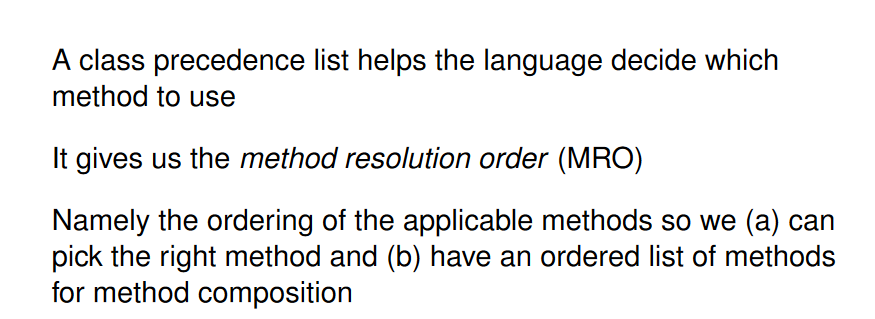 A class precedence list helps the language decide which
method to use
It gives us the method resolution order (MRO)
Namely the ordering of the applicable methods so we (a) can
pick the right method and (b) have an ordered list of methods
for method composition